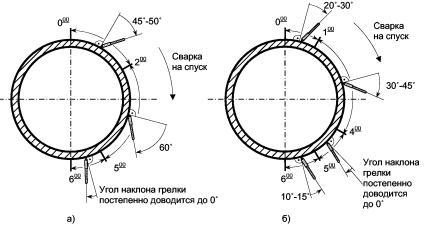 0⁰⁰
45°-50°
Сварка
на спуск
2⁰⁰
60°
5⁰⁰
6⁰⁰
Угол наклона грелки
постепенно доводится до 0°
а)
0⁰⁰
20°-30°
1⁰⁰
Сварка
на спуск
30°-45°
4⁰⁰
5⁰⁰
6⁰⁰
10°-15°
Угол наклона
грелки
постепенно
доводится
до 0°
б)